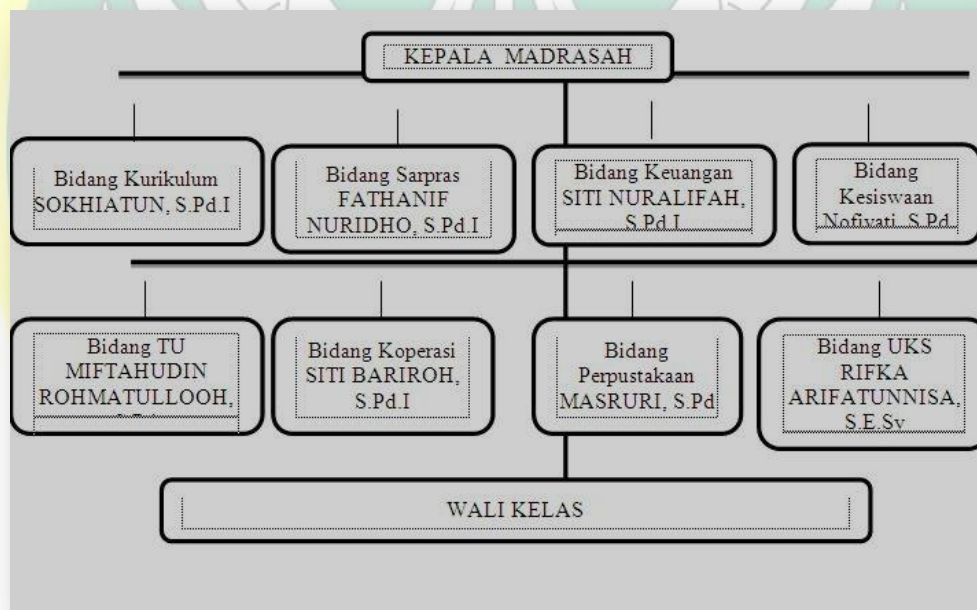 KEPALA MADRASAH
Bidang Kurikulum
SOKHIATUN, S.Pd.I
Bidang Sarpras
FATHANIF
NURIDHO, S.Pd.I
Bidang Keuangan
SITI NURALIFAH,
S.Pd.I
Bidang
Kesiswaan
Nofiyati, S.Pd
Bidang TU
MIFTAHUDIN
ROHMATULLOOH,
Bidang Koperasi
SITI BARIROH,
S.Pd.I
Bidang
Perpustakaan
MASRURI, S.Pd
Bidang UKS
RIFKA
ARIFATUNNISA,
S.E.Sy
WALI KELAS